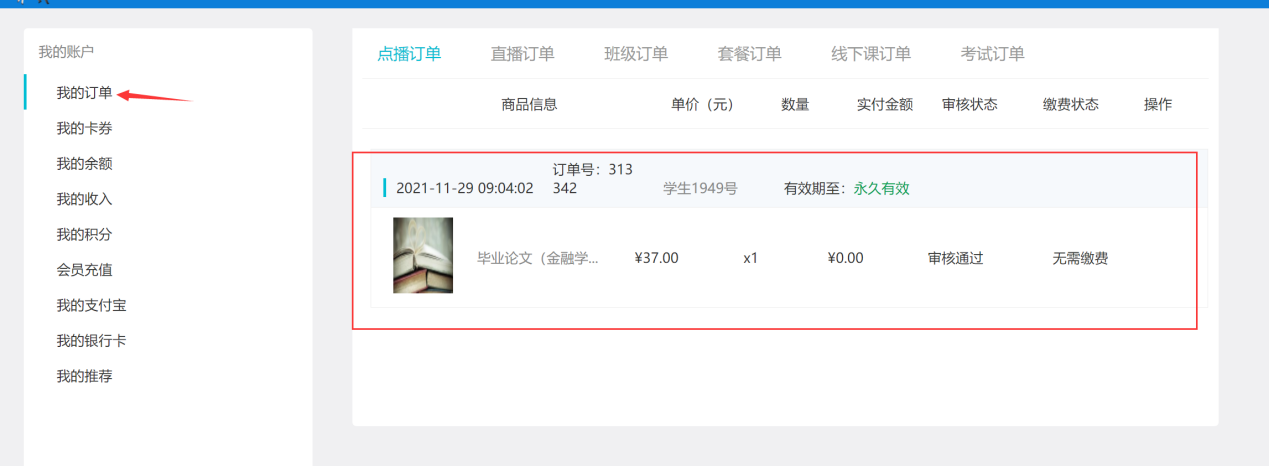 我的账户
我的订单
我的卡券
我的余额
我的收入
我的积分
会员充值
我的支付宝
我的银行卡
我的推荐
点播订单 直播订单 班级订单 套餐订单 线下课订单 考试订单
商品信息 单价（元） 数量 实付金额 审核状态 缴费状态 操作
2021-11-29 09:04:02 订单号：313
342 学生1949号 有效期至：永久有效
毕业论文（金融学... ¥37.00 x1 ¥0.00 审核通过 无需缴费